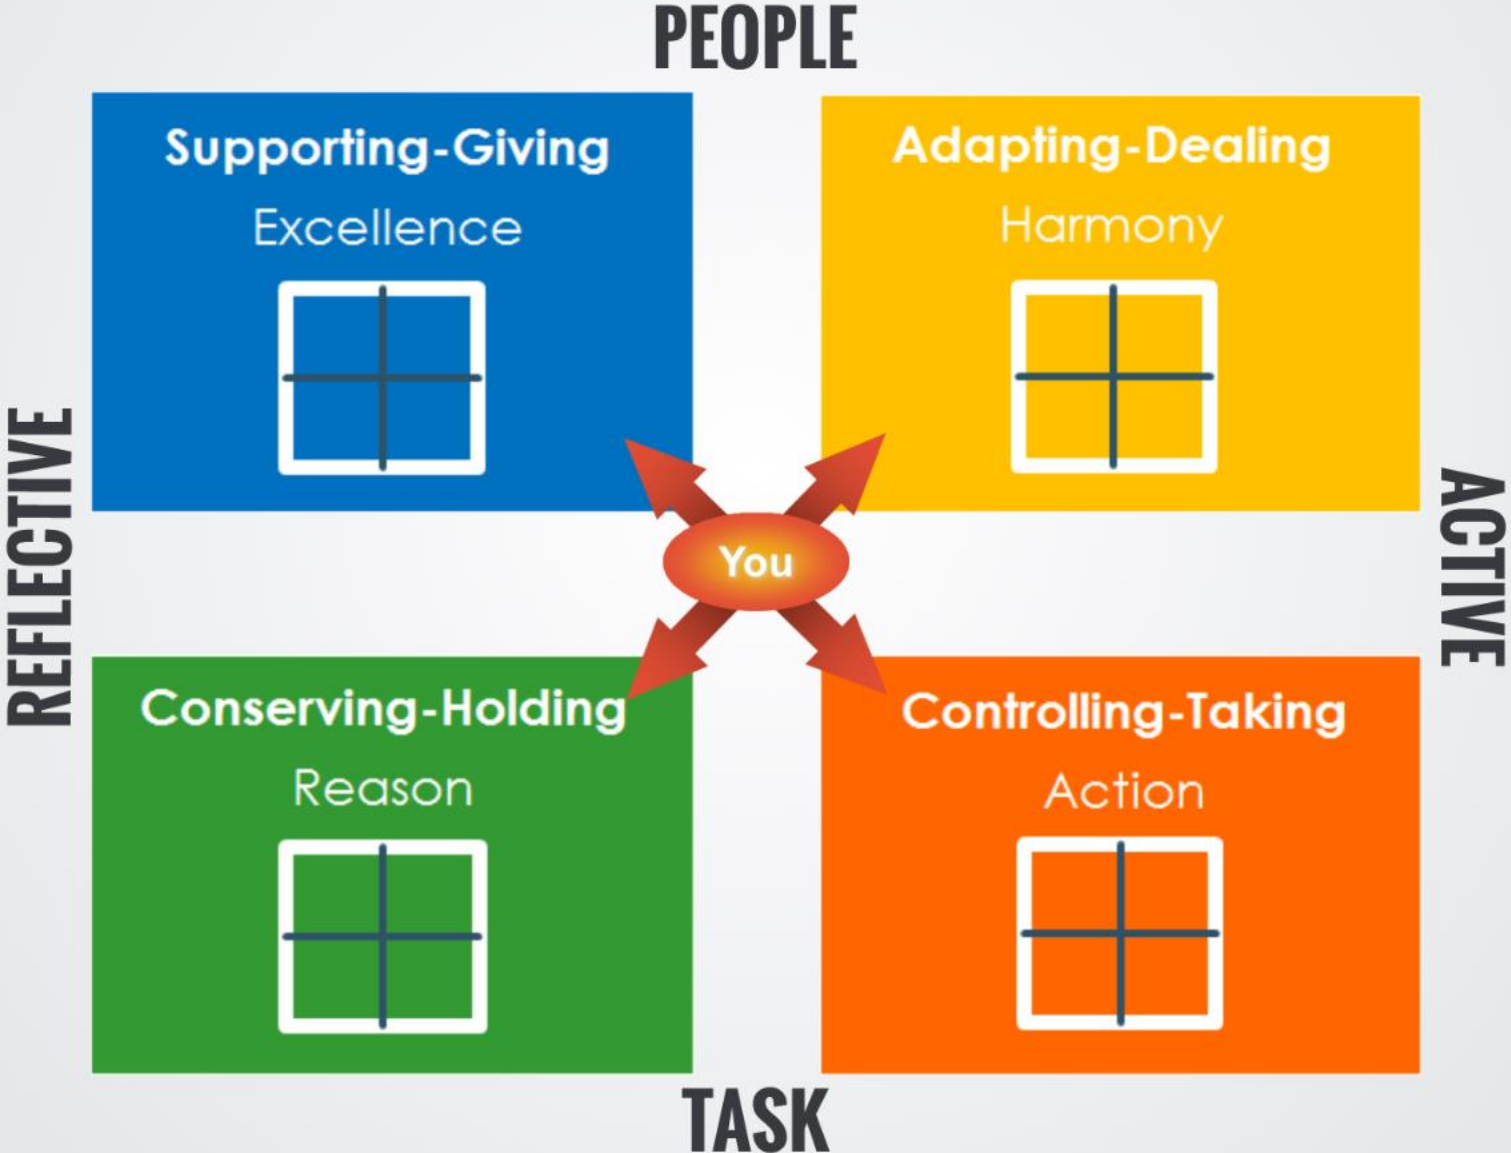 PEOPLE
Supporting-Giving
Excellence
Adapting-Dealing
Harmony
REFLECTIVE
You
ACTIVE
Conserving-Holding
Reason
Controlling-Taking
Action
TASK